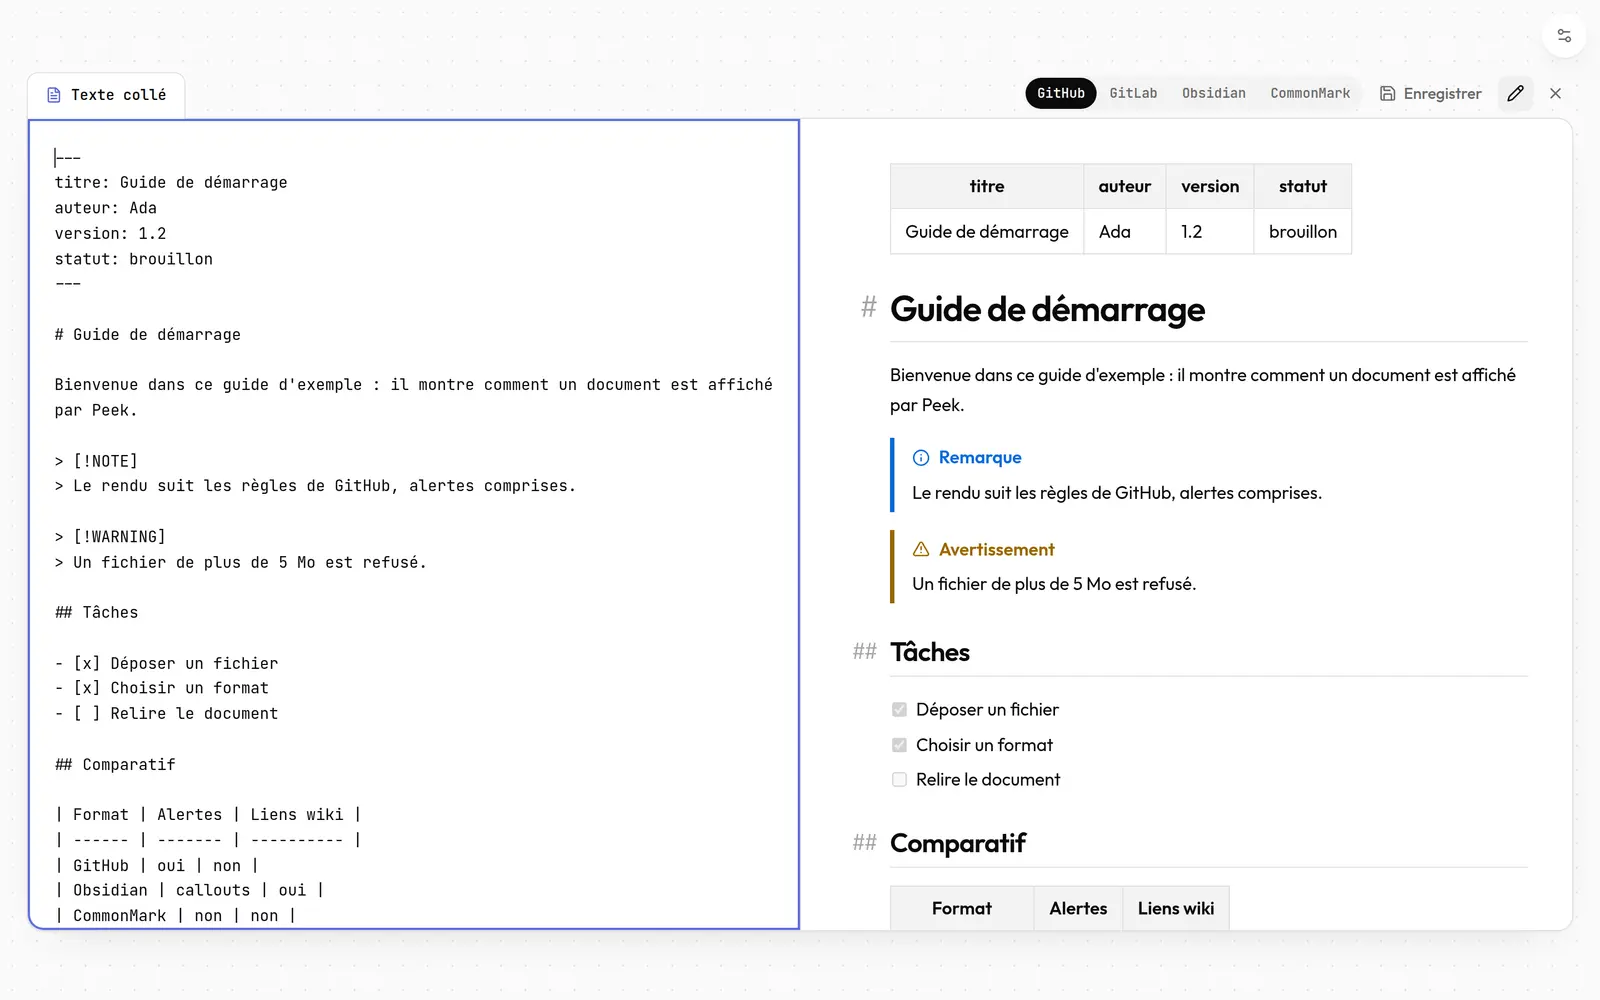 Texte collé
GitHub GitLab Obsidian CommonMark Enregistrer
---
titre: Guide de démarrage
auteur: Ada
version: 1.2
statut: brouillon
---
# Guide de démarrage
Bienvenue dans ce guide d'exemple : il montre comment un document est affiché
par Peek.
> [!NOTE]
> Le rendu suit les règles de GitHub, alertes comprises.
> [!WARNING]
> Un fichier de plus de 5 Mo est refusé.
## Tâches
- [x] Déposer un fichier
- [x] Choisir un format
- [ ] Relire le document
## Comparatif
| Format | Alertes | Liens wiki |
| ------ | ------- | ---------- |
| GitHub | oui | non |
| Obsidian | callouts | oui |
| CommonMark | non | non |
titre auteur version statut
Guide de démarrage Ada 1.2 brouillon
# Guide de démarrage
Bienvenue dans ce guide d'exemple : il montre comment un document est affiché
par Peek.
Remarque
Le rendu suit les règles de GitHub, alertes comprises.
Avertissement
Un fichier de plus de 5 Mo est refusé.
## Tâches
Déposer un fichier
Choisir un format
Relire le document
## Comparatif
Format Alertes Liens wiki